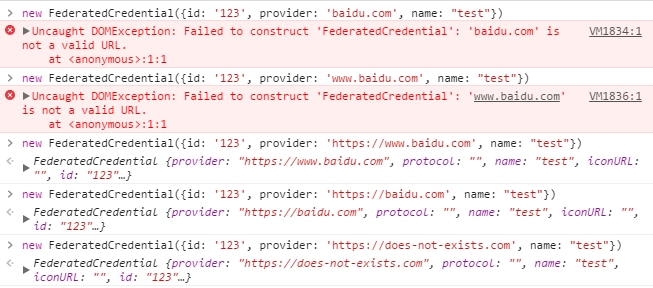 > new FederatedCredential({id: '123', provider: 'baidu.com', name: "test"})
▶Uncaught DOMException: Failed to construct 'FederatedCredential': 'baidu.com' is VM1834:1
not a valid URL.
at <anonymous>:1:1
> new FederatedCredential({id: '123', provider: 'www.baidu.com', name: "test"})
▶Uncaught DOMException: Failed to construct 'FederatedCredential': 'www.baidu.com' VM1836:1
is not a valid URL.
at <anonymous>:1:1
> new FederatedCredential({id: '123', provider: 'https://www.baidu.com', name: "test"})
FederatedCredential {provider: "https://www.baidu.com", protocol: "", name: "test", iconURL:
▶ "", id: "123"…}
> new FederatedCredential({id: '123', provider: 'https://baidu.com', name: "test"})
▶ FederatedCredential {provider: "https://baidu.com", protocol: "", name: "test", iconURL: "",
id: "123"…}
> new FederatedCredential({id: '123', provider: 'https://does-not-exists.com', name: "test"})
▶ FederatedCredential {provider: "https://does-not-exists.com", protocol: "", name: "test",
iconURL: "", id: "123"…}